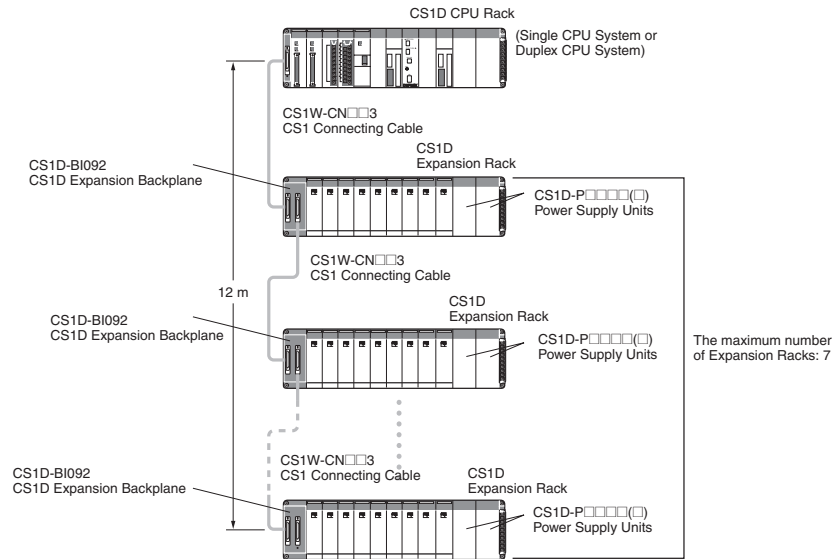 CS1D CPU Rack
(Single CPU System or
Duplex CPU System)
CS1W-CN□□3
CS1 Connecting Cable
CS1D-BI092
CS1D Expansion Backplane
CS1D
Expansion Rack
CS1D-P□□□□(□)
Power Supply Units
CS1W-CN□□3
CS1 Connecting Cable
12 m
CS1D-BI092
CS1D Expansion Backplane
CS1D
Expansion Rack
CS1D-P□□□□(□)
Power Supply Units
The maximum number
of Expansion Racks: 7
CS1W-CN□□3
CS1 Connecting Cable
CS1D-BI092
CS1D Expansion Backplane
CS1D
Expansion Rack
CS1D-P□□□□(□)
Power Supply Units